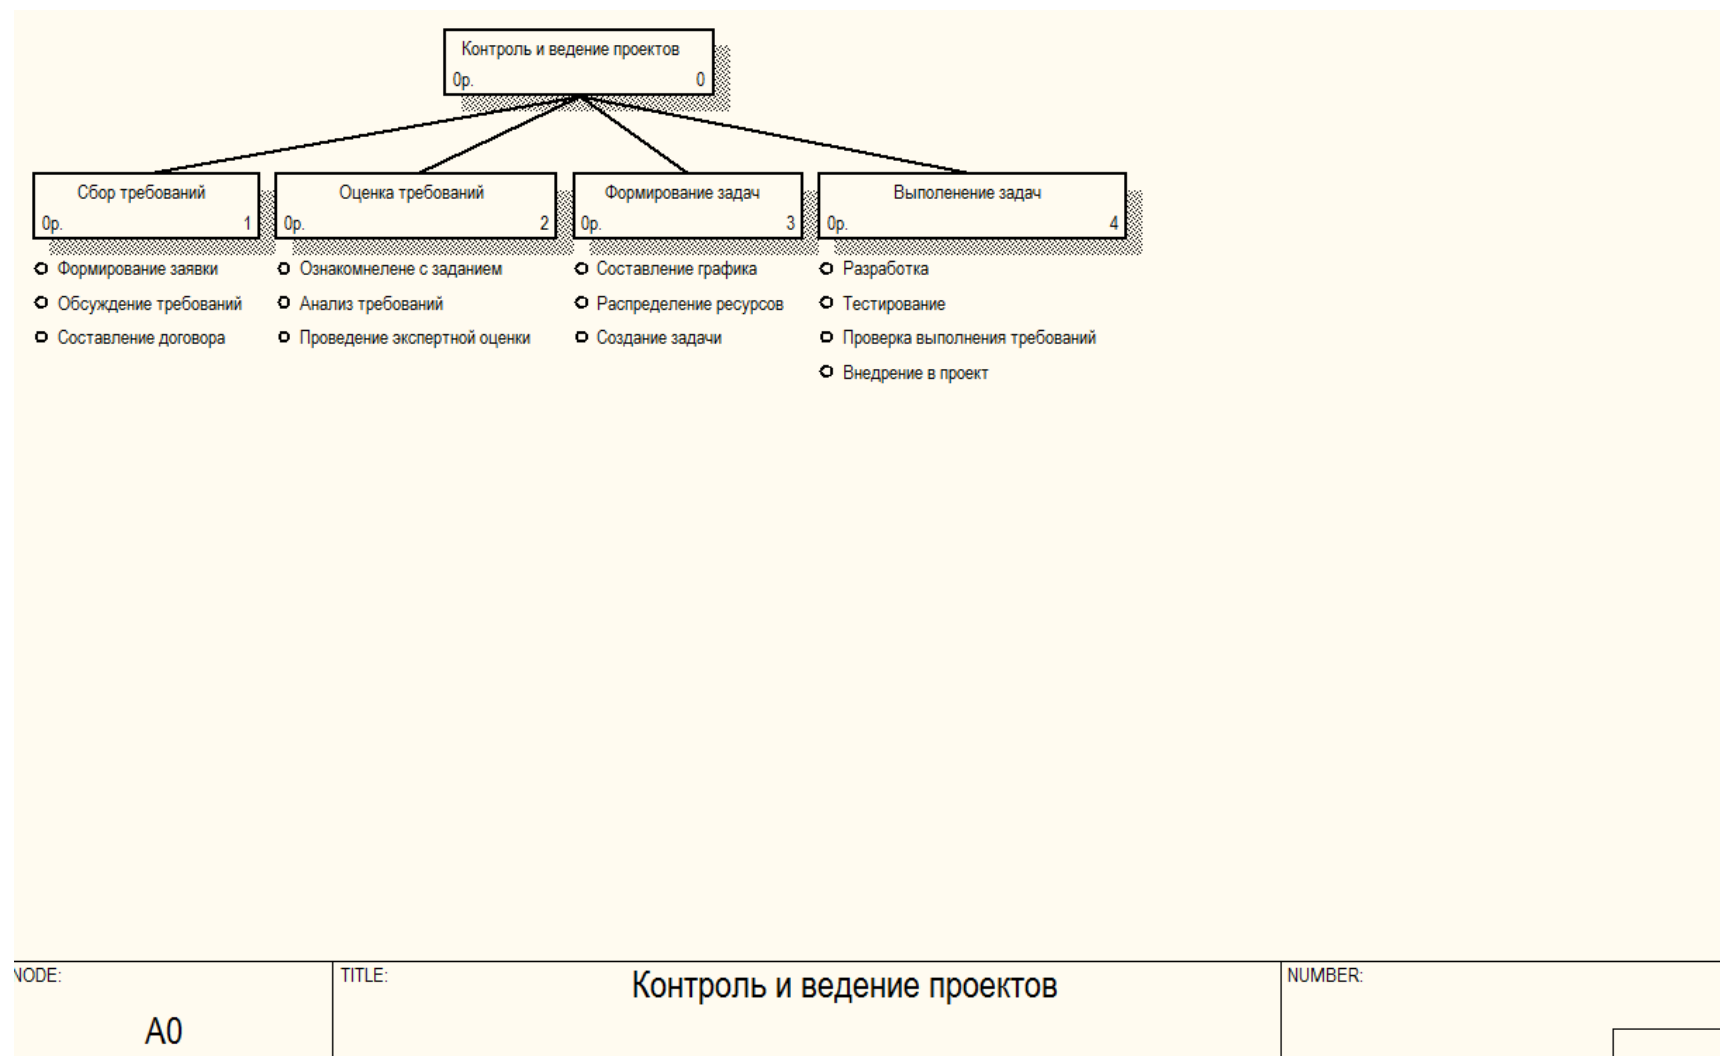 Контроль и ведение проектов
0р. 0
Сбор требований
0р. 1
Оценка требований
0р. 2
Формирование задач
0р. 3
Выполенение задач
0р. 4
Формирование заявки
Обсуждение требований
Составление договора
Ознакомнелене с заданием
Анализ требований
Проведение экспертной оценки
Составление графика
Распределение ресурсов
Создание задачи
Разработка
Тестирование
Проверка выполнения требований
Внедрение в проект
NODE:
A0
TITLE:
Контроль и ведение проектов
NUMBER: